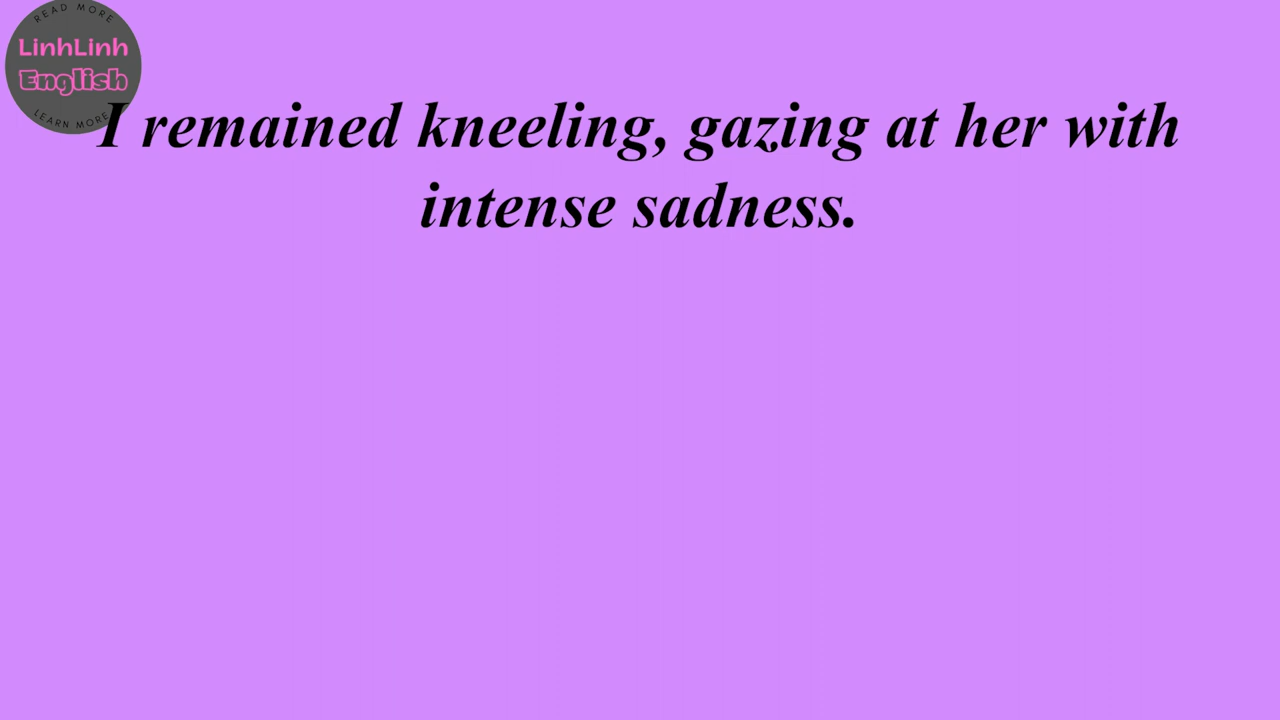 READ MORE
LinhLinh
English
LEARN MORE
I remained kneeling, gazing at her with
intense sadness.